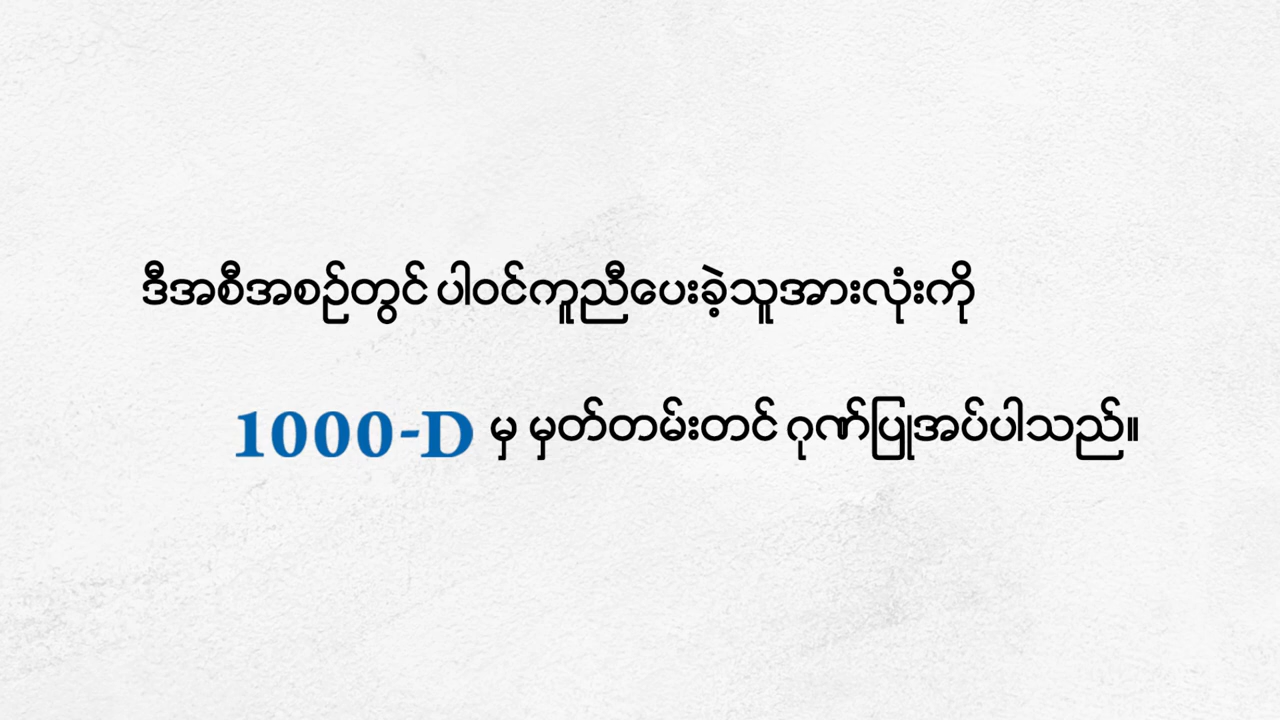 ဒီအစီအစဉ်တွင် ပါဝင်ကူညီပေးခဲ့သူအားလုံးကို
1000-D မှ မှတ်တမ်းတင် ဂုဏ်ပြုအပ်ပါသည်။